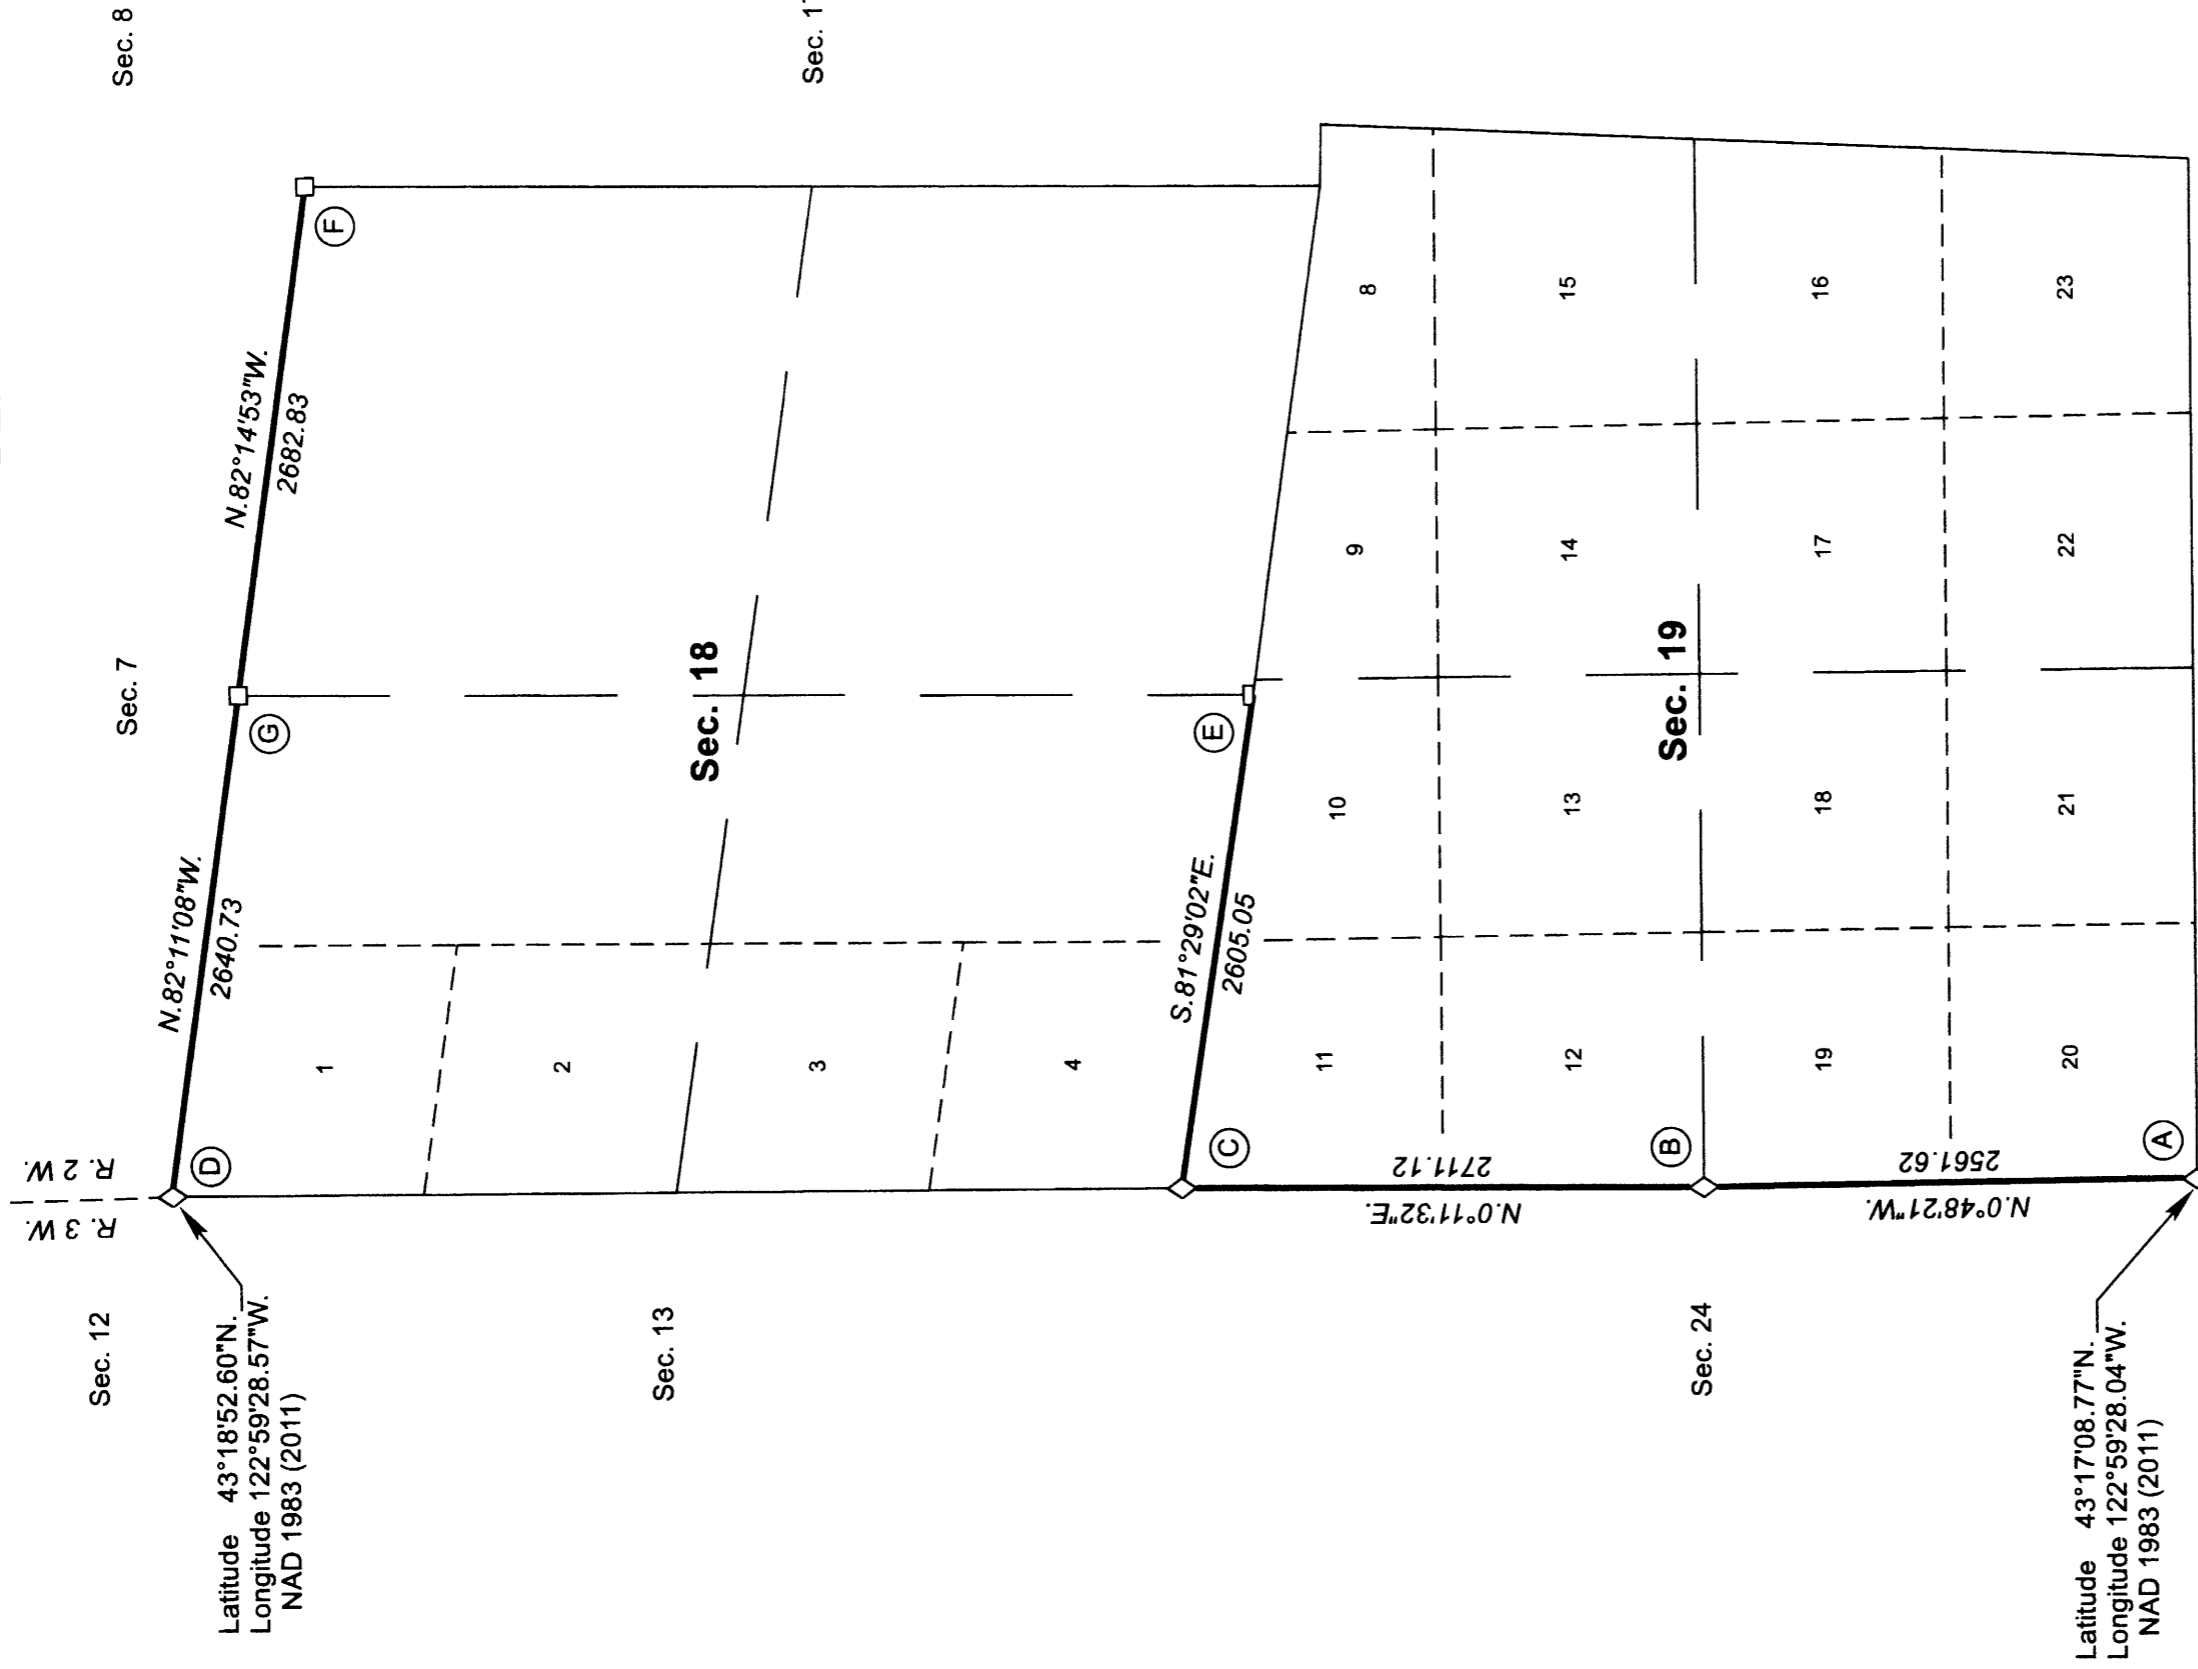 Sec. 8
Sec. 7
R. 2 W.
R. 3 W.
Sec. 12
N.82°14'53"W.
2682.83
N.82°11'08"W.
2640.73
F
G
D
Latitude 43°18'52.60"N.
Longitude 122°59'28.57"W.
NAD 1983 (2011)
Sec. 18
Sec. 13
1
2
3
4
E
S.81°29'02"E.
2605.05
C
8
9
10
11
2711.12
N.0°11'32"E.
15
14
13
12
B
Sec. 19
Sec. 24
16
17
18
19
2561.62
N.0°48'21"W.
23
22
21
20
A
Latitude 43°17'08.77"N.
Longitude 122°59'28.04"W.
NAD 1983 (2011)